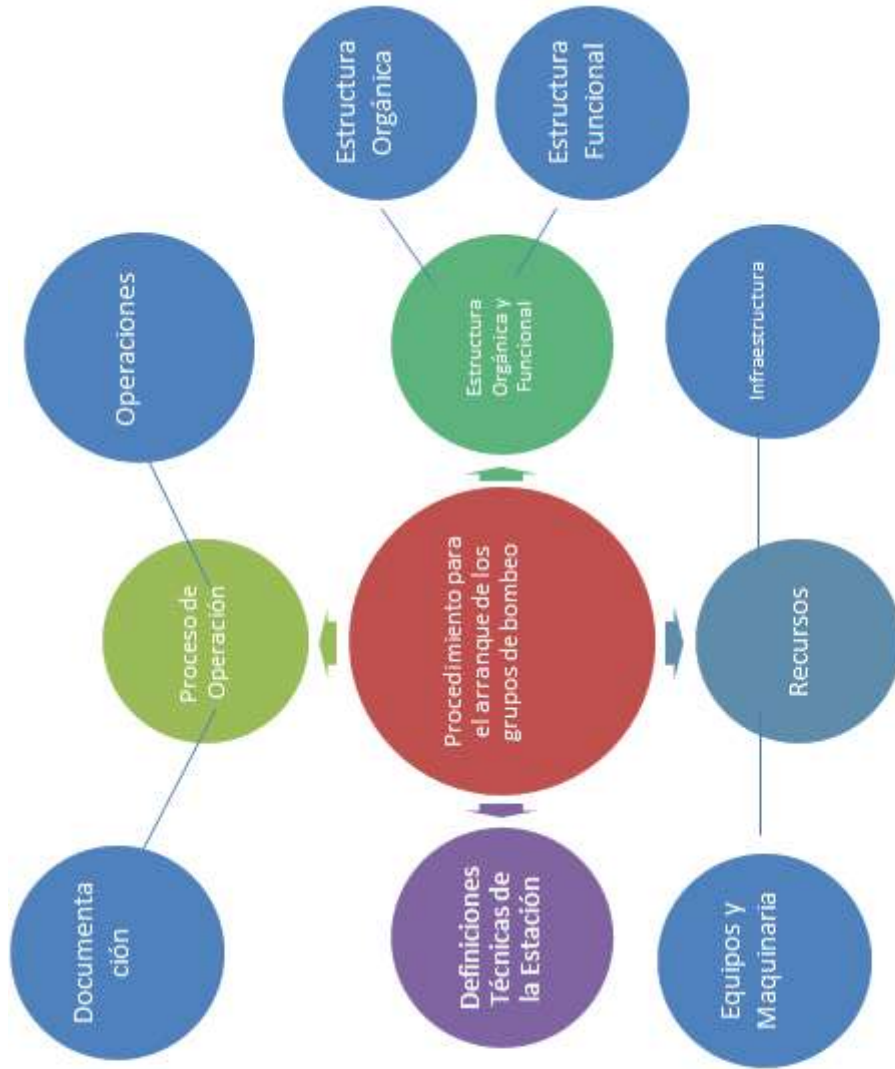 Documenta
ción
Proceso de
Operación
Operaciones
Estructura
Orgánica
Definiciones
Técnicas de
la Estación
Procedimiento para
el arranque de los
grupos de bombeo
Estructura
Orgánica y
Funcional
Estructura
Funcional
Equipos y
Maquinaria
Recursos
Infraestructura